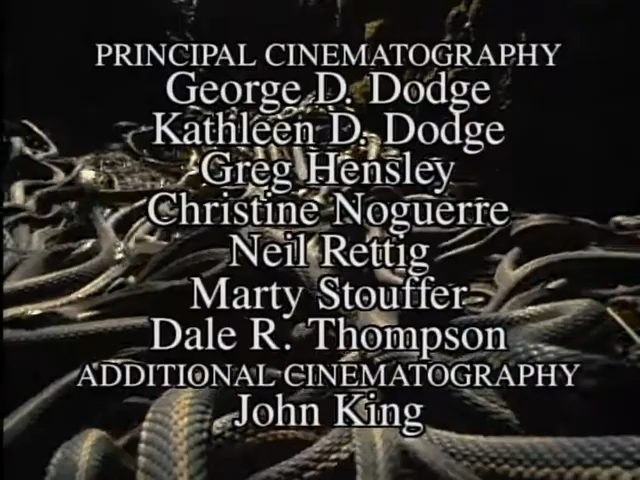 PRINCIPAL CINEMATOGRAPHY
George D. Dodge
Kathleen D. Dodge
Greg Hensley
Christine Noguerre
Neil Rettig
Marty Stouffer
Dale R. Thompson
ADDITIONAL CINEMATOGRAPHY
John King